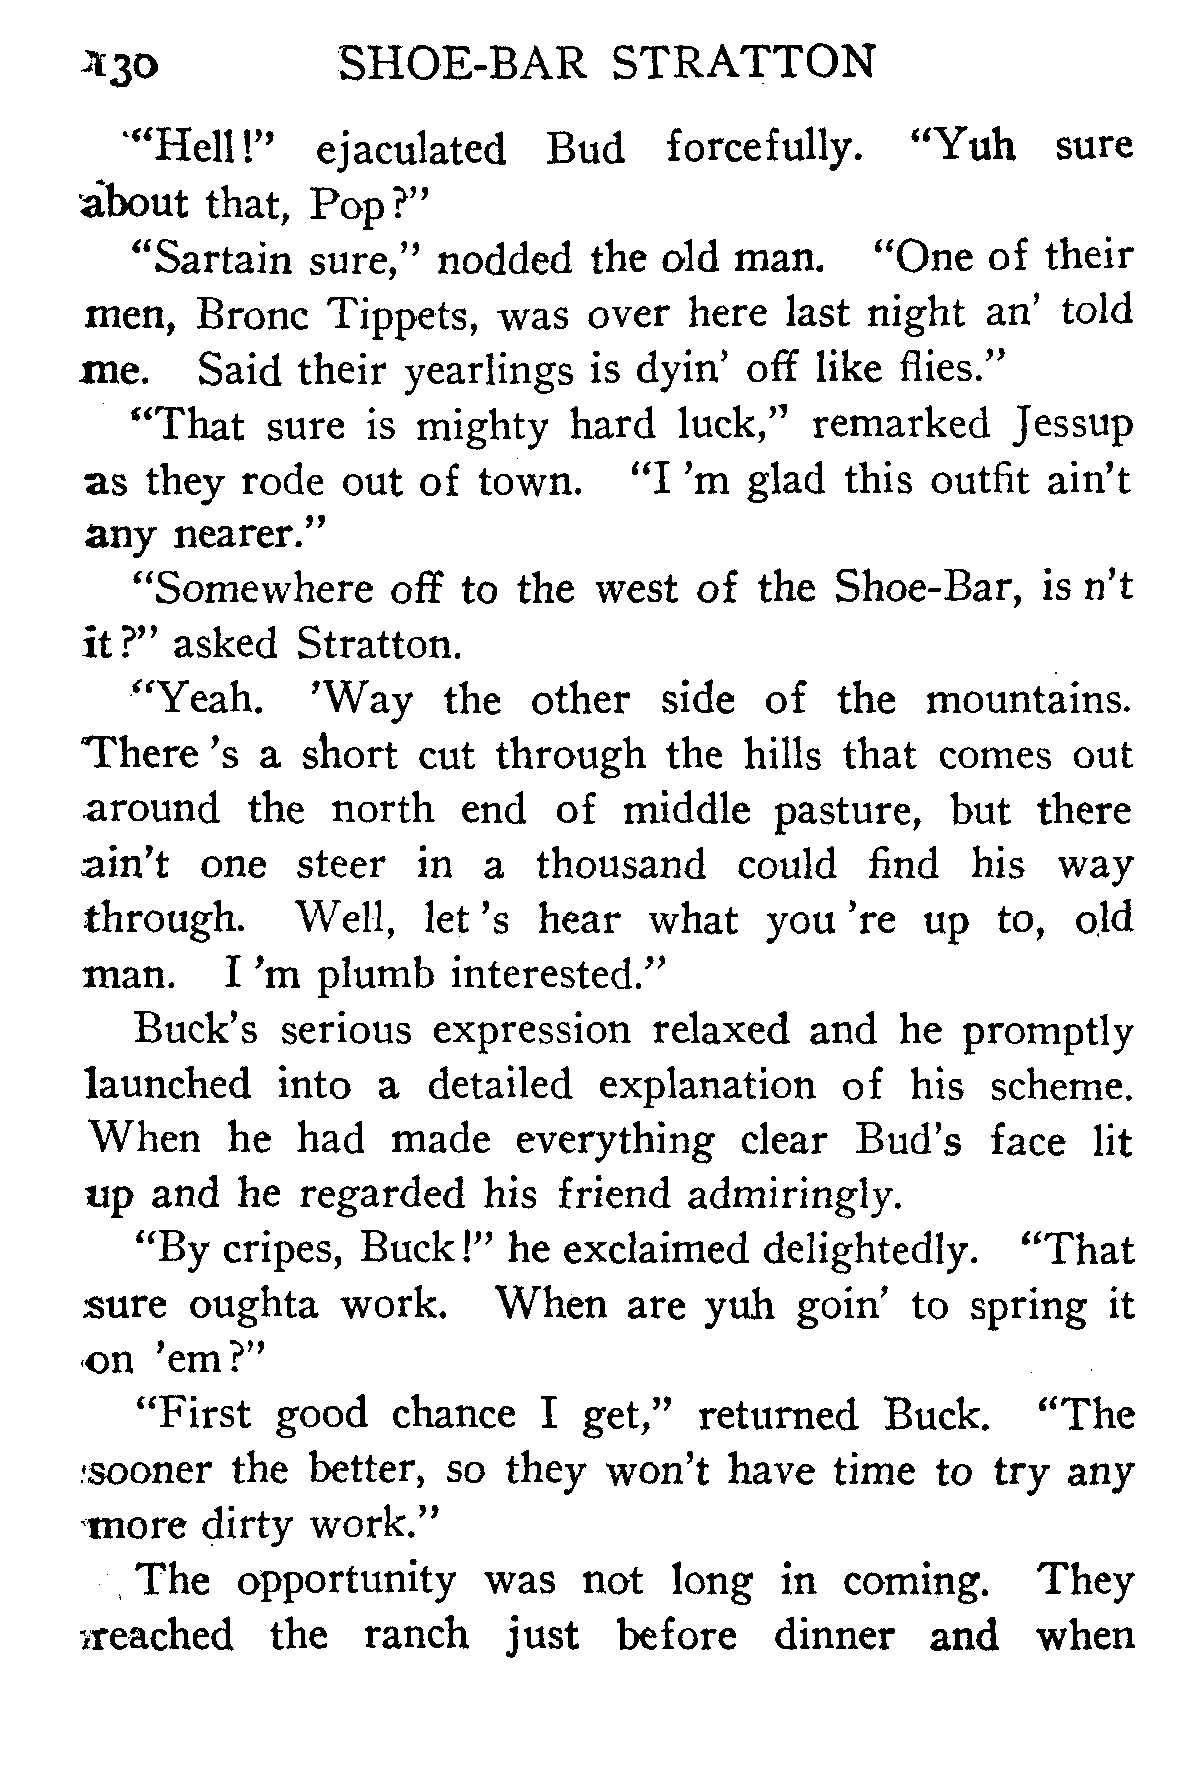 130 SHOE-BAR STRATTON
"Hell!" ejaculated Bud forcefully. "Yuh sure
about that, Pop?"
"Sartain sure," nodded the old man. "One of their
men, Bronc Tippets, was over here last night an' told
me. Said their yearlings is dyin' off like flies."
"That sure is mighty hard luck," remarked Jessup
as they rode out of town. "I 'm glad this outfit ain't
any nearer."
"Somewhere off to the west of the Shoe-Bar, is n't
it?" asked Stratton.
"Yeah. 'Way the other side of the mountains.
There 's a short cut through the hills that comes out
around the north end of middle pasture, but there
ain't one steer in a thousand could find his way
through. Well, let 's hear what you 're up to, old
man. I 'm plumb interested."
Buck's serious expression relaxed and he promptly
launched into a detailed explanation of his scheme.
When he had made everything clear Bud's face lit
up and he regarded his friend admiringly.
"By cripes, Buck!" he exclaimed delightedly. "That
sure oughta work. When are yuh goin' to spring it
on 'em?"
"First good chance I get," returned Buck. "The
sooner the better, so they won't have time to try any
more dirty work."
The opportunity was not long in coming. They
reached the ranch just before dinner and when